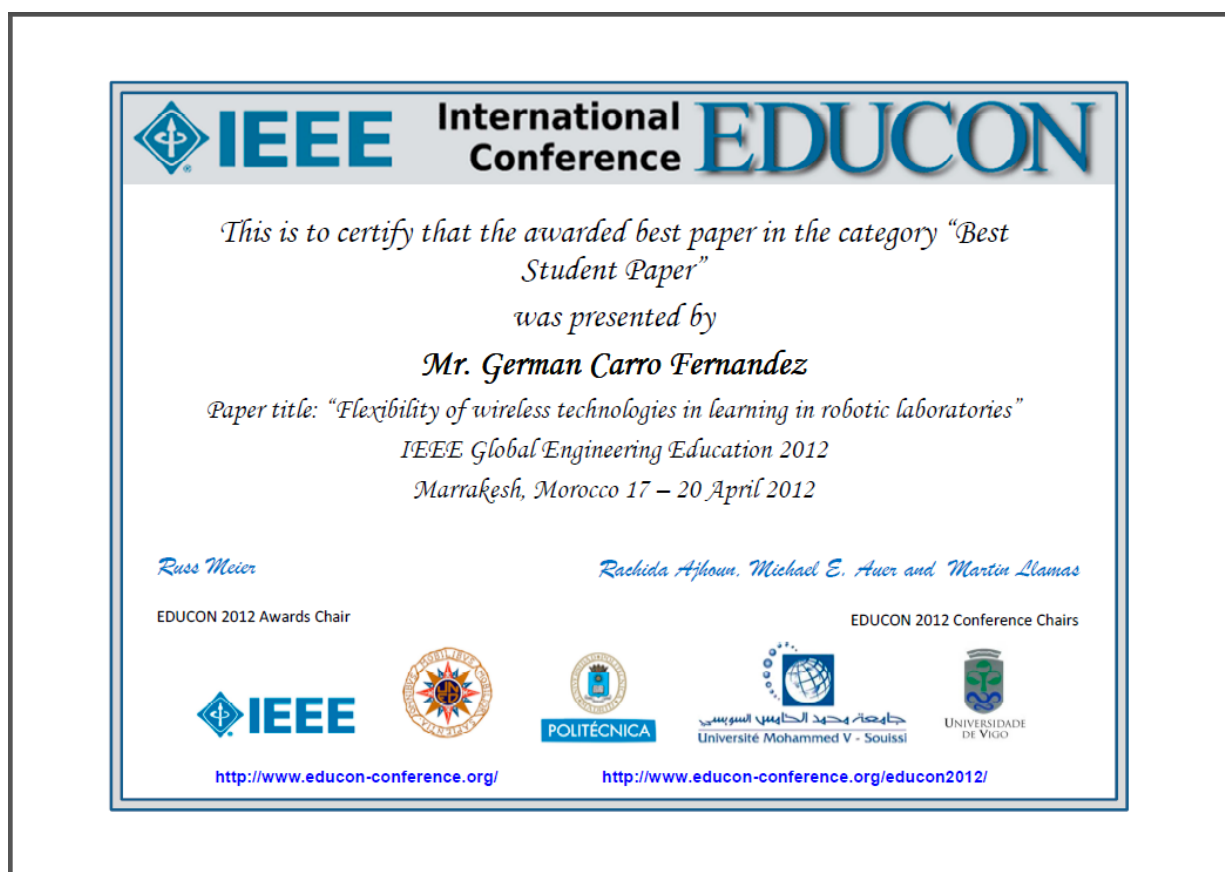 IEEE
International
Conference
EDUCON
This is to certify that the awarded best paper in the category “Best
Student Paper”
was presented by
Mr. German Carro Fernandez
Paper title: “Flexibility of wireless technologies in learning in robotic laboratories”
IEEE Global Engineering Education 2012
Marrakesh, Morocco 17 – 20 April 2012
Russ Meier
Rachida Ajhoun, Michael E. Auer and Martin Llamas
EDUCON 2012 Awards Chair
EDUCON 2012 Conference Chairs
IEEE
UNED
POLITÉCNICA
جامعة محمد الخامس السويسي
Université Mohammed V - Souissi
UNIVERSIDADE
DE VIGO
http://www.educon-conference.org/
http://www.educon-conference.org/educon2012/